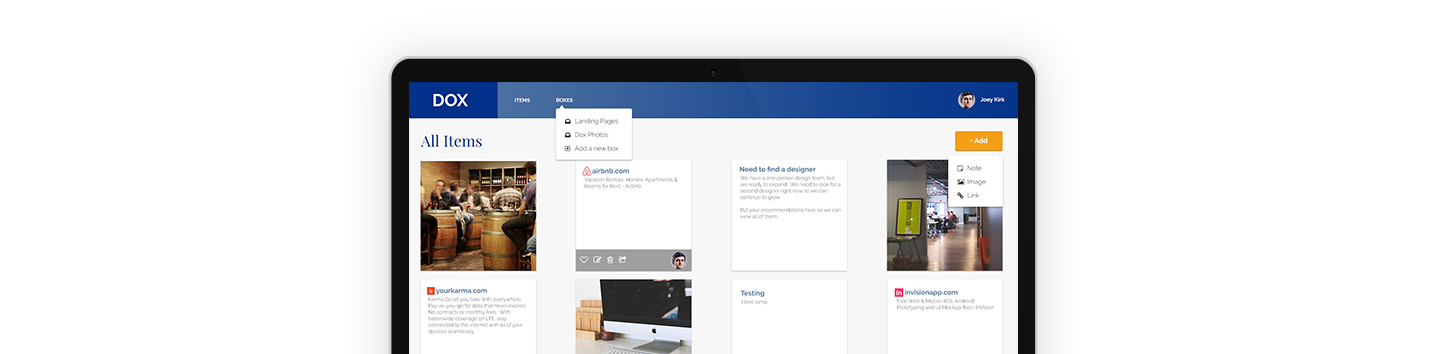 DOX
ITEMS
BOXES
Joey Kirk
Landing Pages
Dox Photos
Add a new box
All Items
+ Add
Note
Image
Link
airbnb.com
Vacation Rentals, Homes, Apartments &
Rooms for Rent - Airbnb
Need to find a designer
We have a one-person design team, but
are ready to expand. We need to look for a
second designer right now so we can
continue to grow.
Put your recommendations here so we can
view all of them.
yourkarma.com
Karma Go let you take WiFi everywhere.
Pay-as-you-go for data that never expires.
No contracts or monthly fees. With
nationwide coverage on LTE, stay
connected to the internet with all of your
devices seamlessly.
Testing
I love lamp
invisionapp.com
Free Web & Mobile (iOS, Android)
Prototyping and UI Mockup Tool | InVision